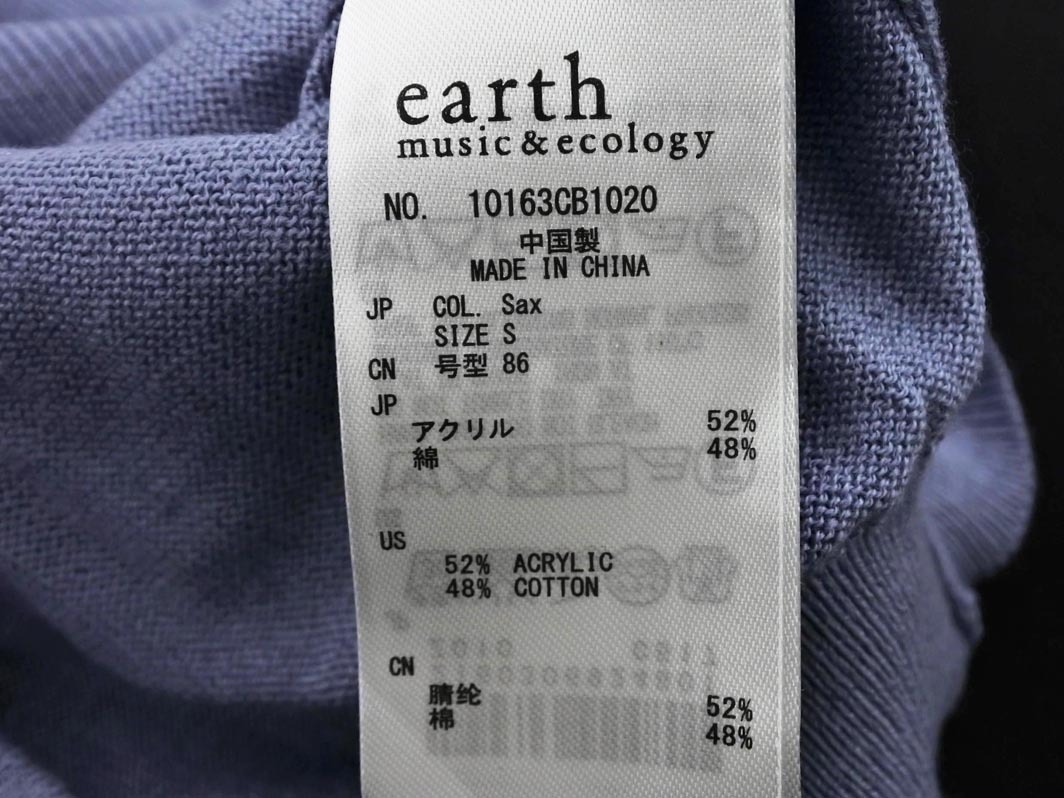 earth
music&ecology
NO. 10163CB1020
中国製
MADE IN CHINA
JP COL. Sax
SIZE S
CN 号型 86
JP
アクリル 52%
綿 48%
US
52% ACRYLIC
48% COTTON
CN
腈纶 52%
棉 48%